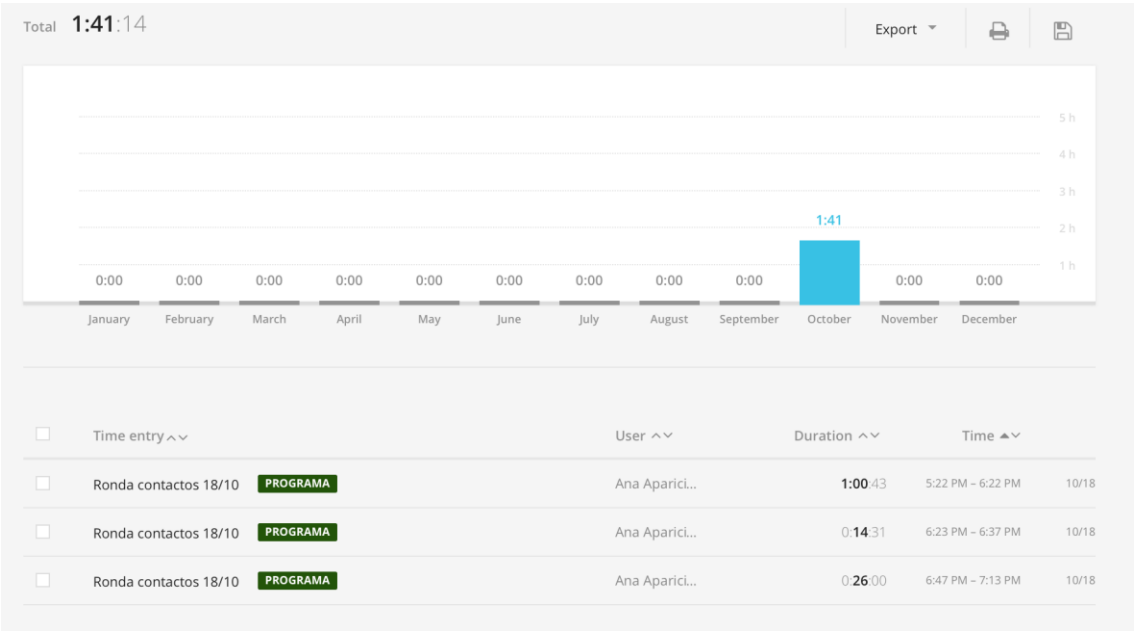 Total 1:41:14 Export
5 h
4 h
3 h
1:41
2 h
1 h
0:00 0:00 0:00 0:00 0:00 0:00 0:00 0:00 0:00 0:00 0:00
January February March April May June July August September October November December
Time entry User Duration Time
Ronda contactos 18/10 PROGRAMA Ana Aparici... 1:00:43 5:22 PM – 6:22 PM 10/18
Ronda contactos 18/10 PROGRAMA Ana Aparici... 0:14:31 6:23 PM – 6:37 PM 10/18
Ronda contactos 18/10 PROGRAMA Ana Aparici... 0:26:00 6:47 PM – 7:13 PM 10/18